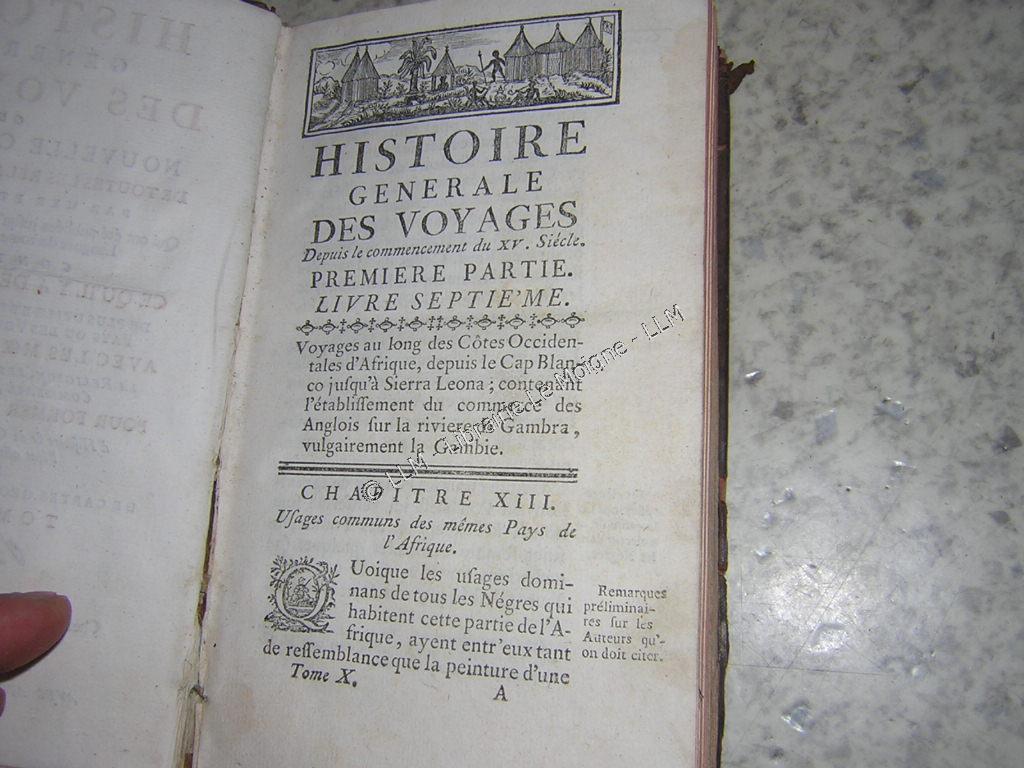 HISTOIRE
GENERALE
DES VOYAGES
Depuis le commencement du XV. Siécle.
PREMIERE PARTIE.
LIVRE SEPTIE'ME.
Voyages au long des Côtes Occiden-
tales d'Afrique, depuis le Cap Blan-
co juſqu'à Sierra Leona ; contenant
l'établiſſement du commerce des
Anglois ſur la riviere de Gambra ,
vulgairement la Gambie.
CHAPITRE XIII.
Uſages communs des mêmes Pays de
l'Afrique.
QUoique les uſages domi-
nans de tous les Négres qui
habitent cette partie de l'A-
frique , ayent entr'eux tant
de reſſemblance que la peinture d'une
Remarques
préliminai-
res ſur les
Auteurs qu'-
on doit citer.
Tome X.
A
© LLM - Librairie Le Moigne - LLM